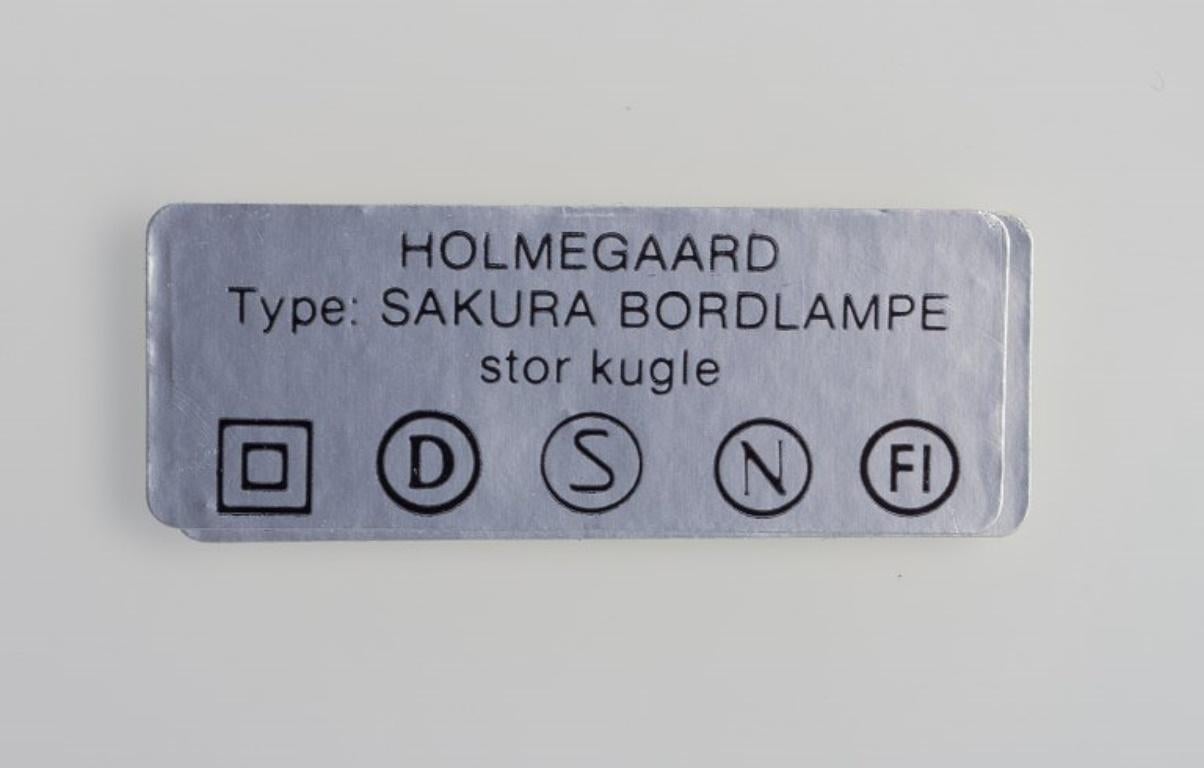 HOLMEGAARD
Type: SAKURA BORDLAMPE
stor kugle
D S N FI